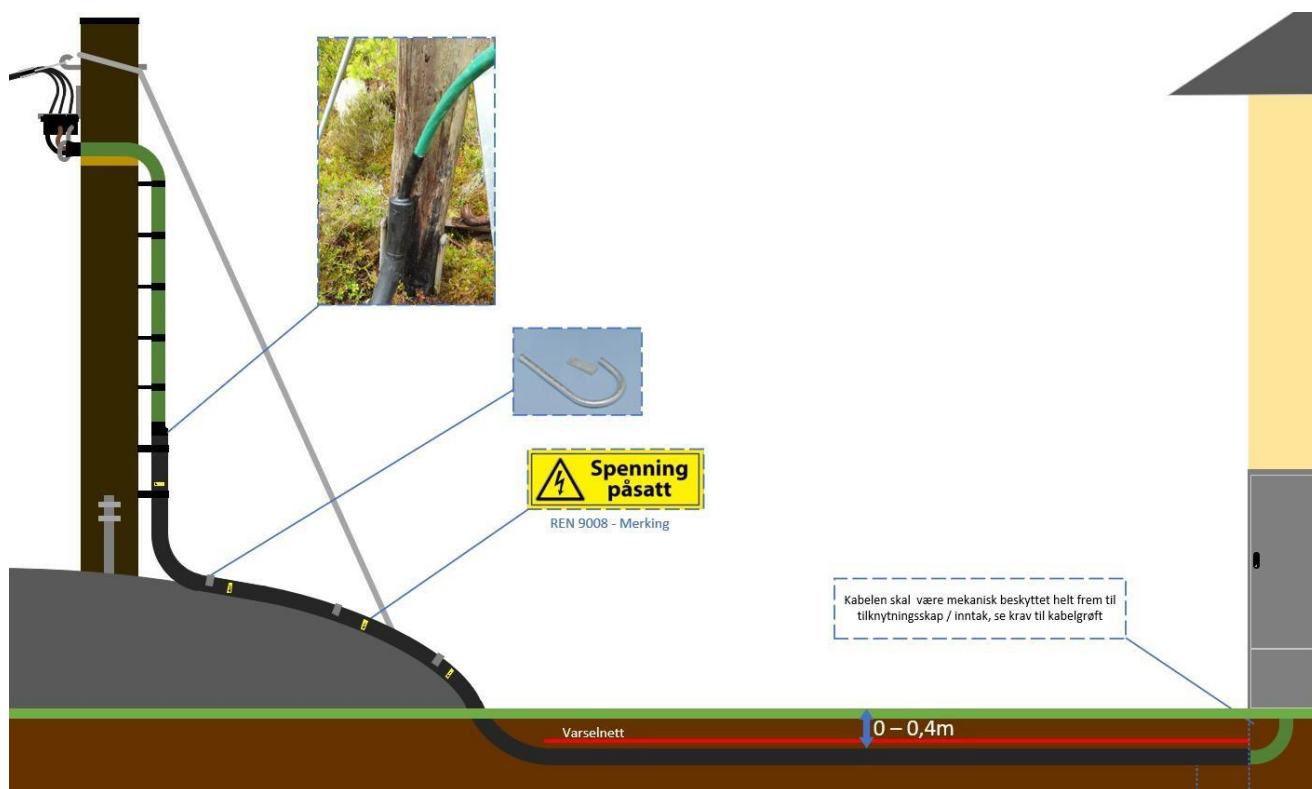 Spenning
påsatt
REN 9008 - Merking
Kabelen skal være mekanisk beskyttet helt frem til
tilknytningsskap / inntak, se krav til kabelgrøft
Varselnett
0 – 0,4m